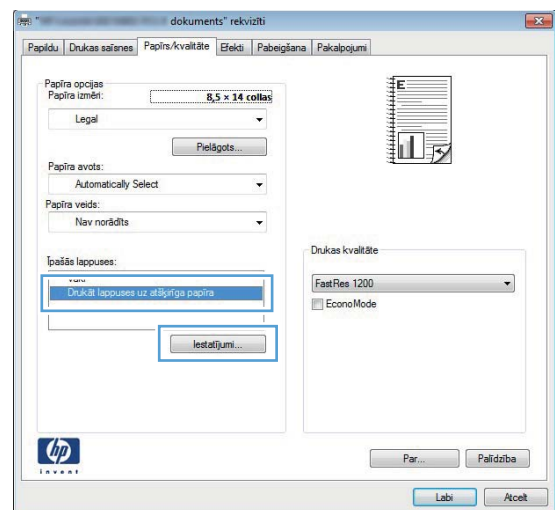 dokuments" rekvizīti
Papildu Drukas saīsnes Papīrs/kvalitāte Efekti Pabeigšana Pakalpojumi
Papīra opcijas
Papīra izmēri: 8,5 × 14 collas
Legal
Pielāgots...
Papīra avots:
Automatically Select
Papīra veids:
Nav norādīts
Īpašās lappuses:
Drukāt lappuses uz atšķirīga papīra
Iestatījumi...
E
Drukas kvalitāte
FastRes 1200
EconoMode
hp
invent
Par... Palīdzība
Labi Atcelt